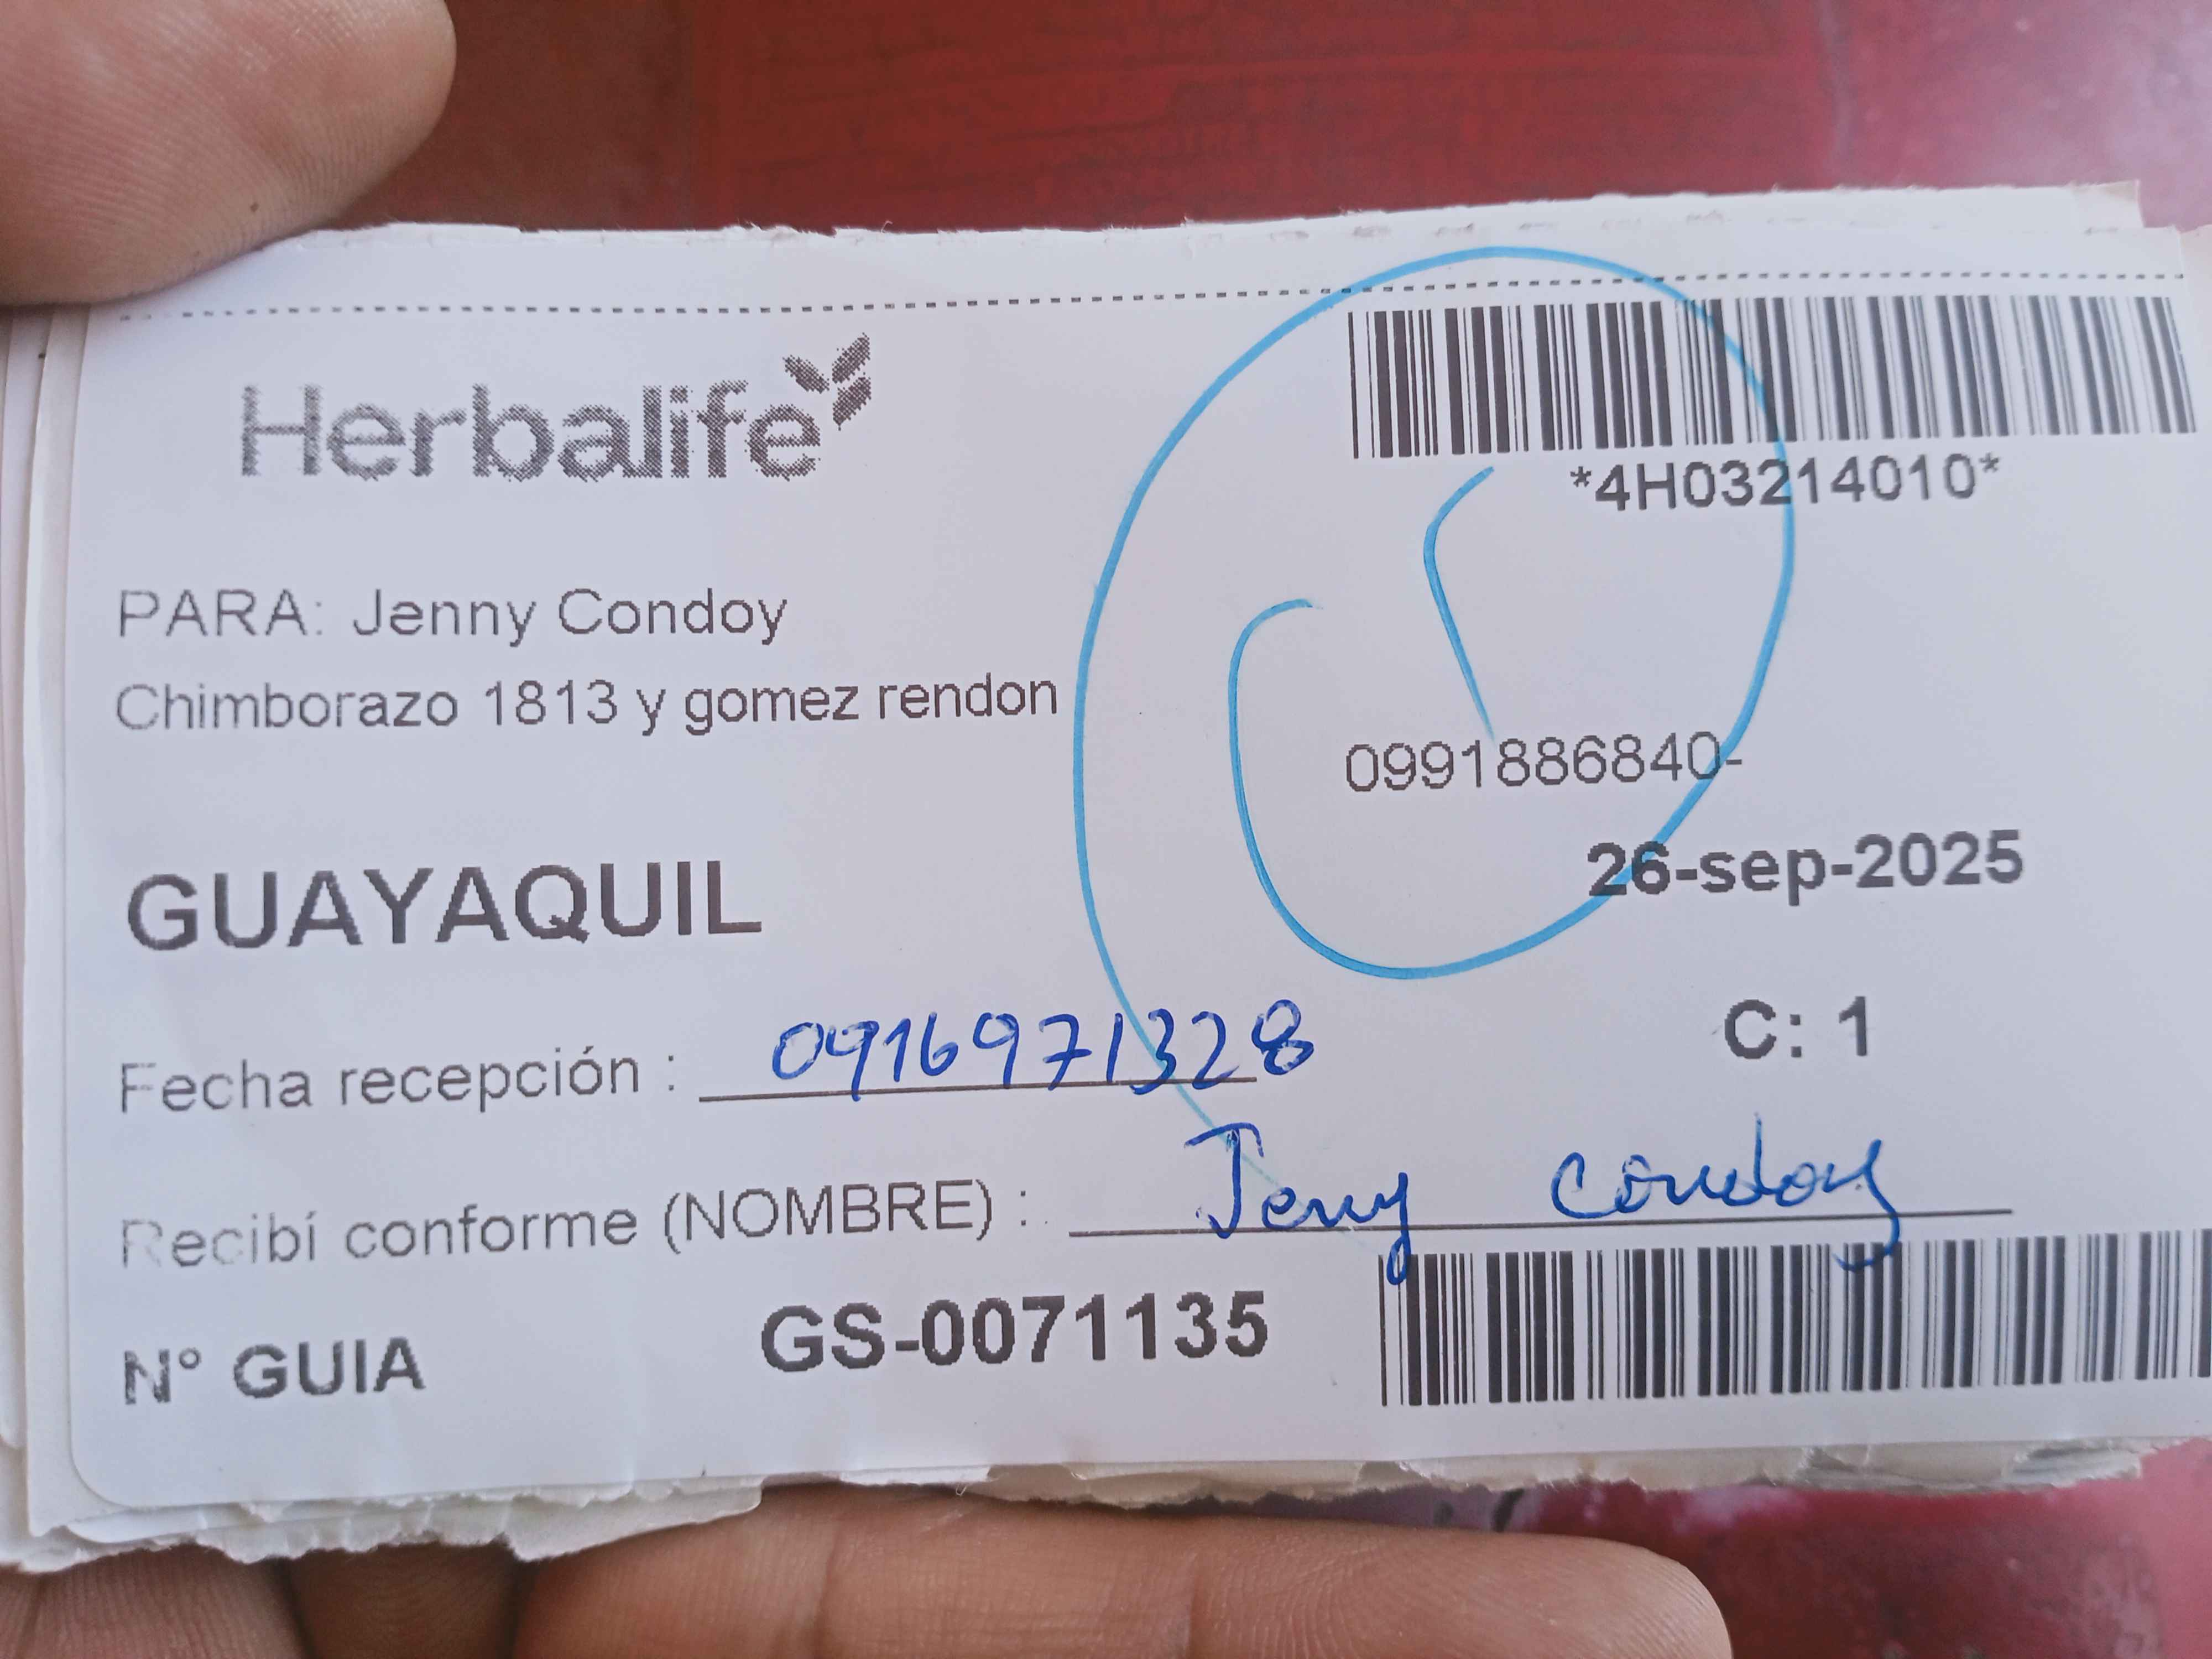 Herbalife
*4H03214010*
PARA: Jenny Condoy
Chimborazo 1813 y gomez rendon
0991886840-
GUAYAQUIL
26-sep-2025
C: 1
Fecha recepción : 0916971328
Recibí conforme (NOMBRE) : Jenny Condoy
N° GUIA GS-0071135